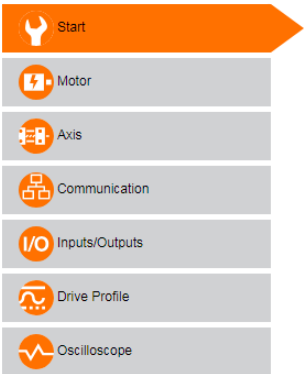 Start
Motor
Axis
Communication
I/O Inputs/Outputs
Drive Profile
Oscilloscope